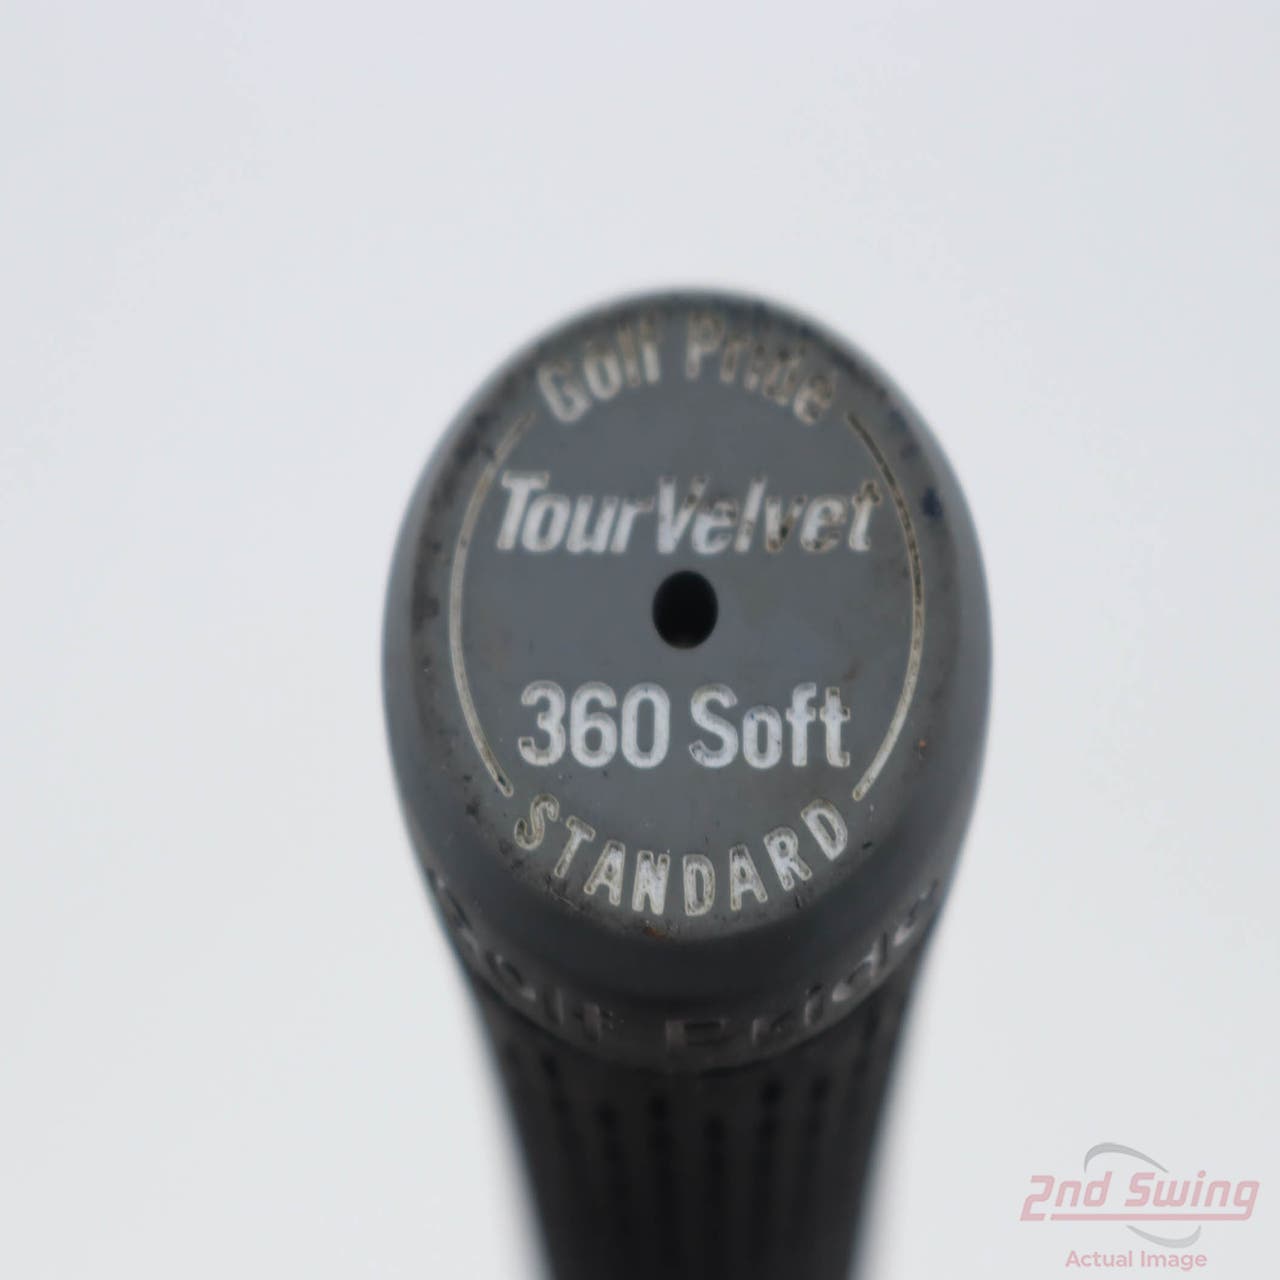 Golf Pride
TourVelvet
360 Soft
STANDARD
Golf Pride
2nd Swing
Actual Image